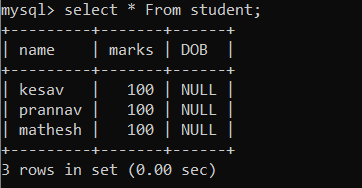 mysql> select * From student;
+---------+-------+------+
| name    | marks | DOB  |
+---------+-------+------+
| kesav   |   100 | NULL |
| prannav |   100 | NULL |
| mathesh |   100 | NULL |
+---------+-------+------+
3 rows in set (0.00 sec)